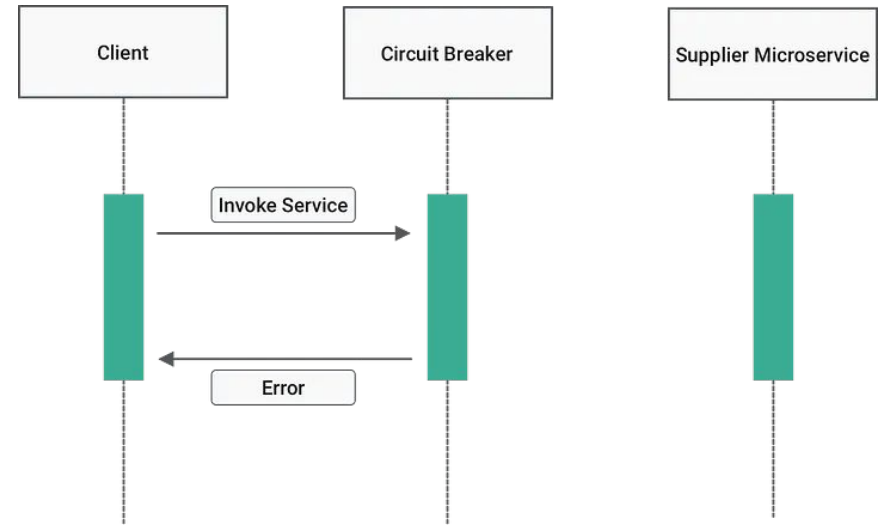 Client
Circuit Breaker
Supplier Microservice
Invoke Service
Error